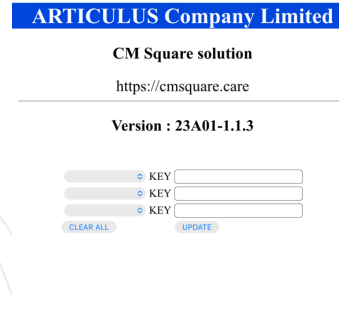 ARTICULUS Company Limited
CM Square solution
https://cmsquare.care
Version : 23A01-1.1.3
KEY
KEY
KEY
CLEAR ALL UPDATE